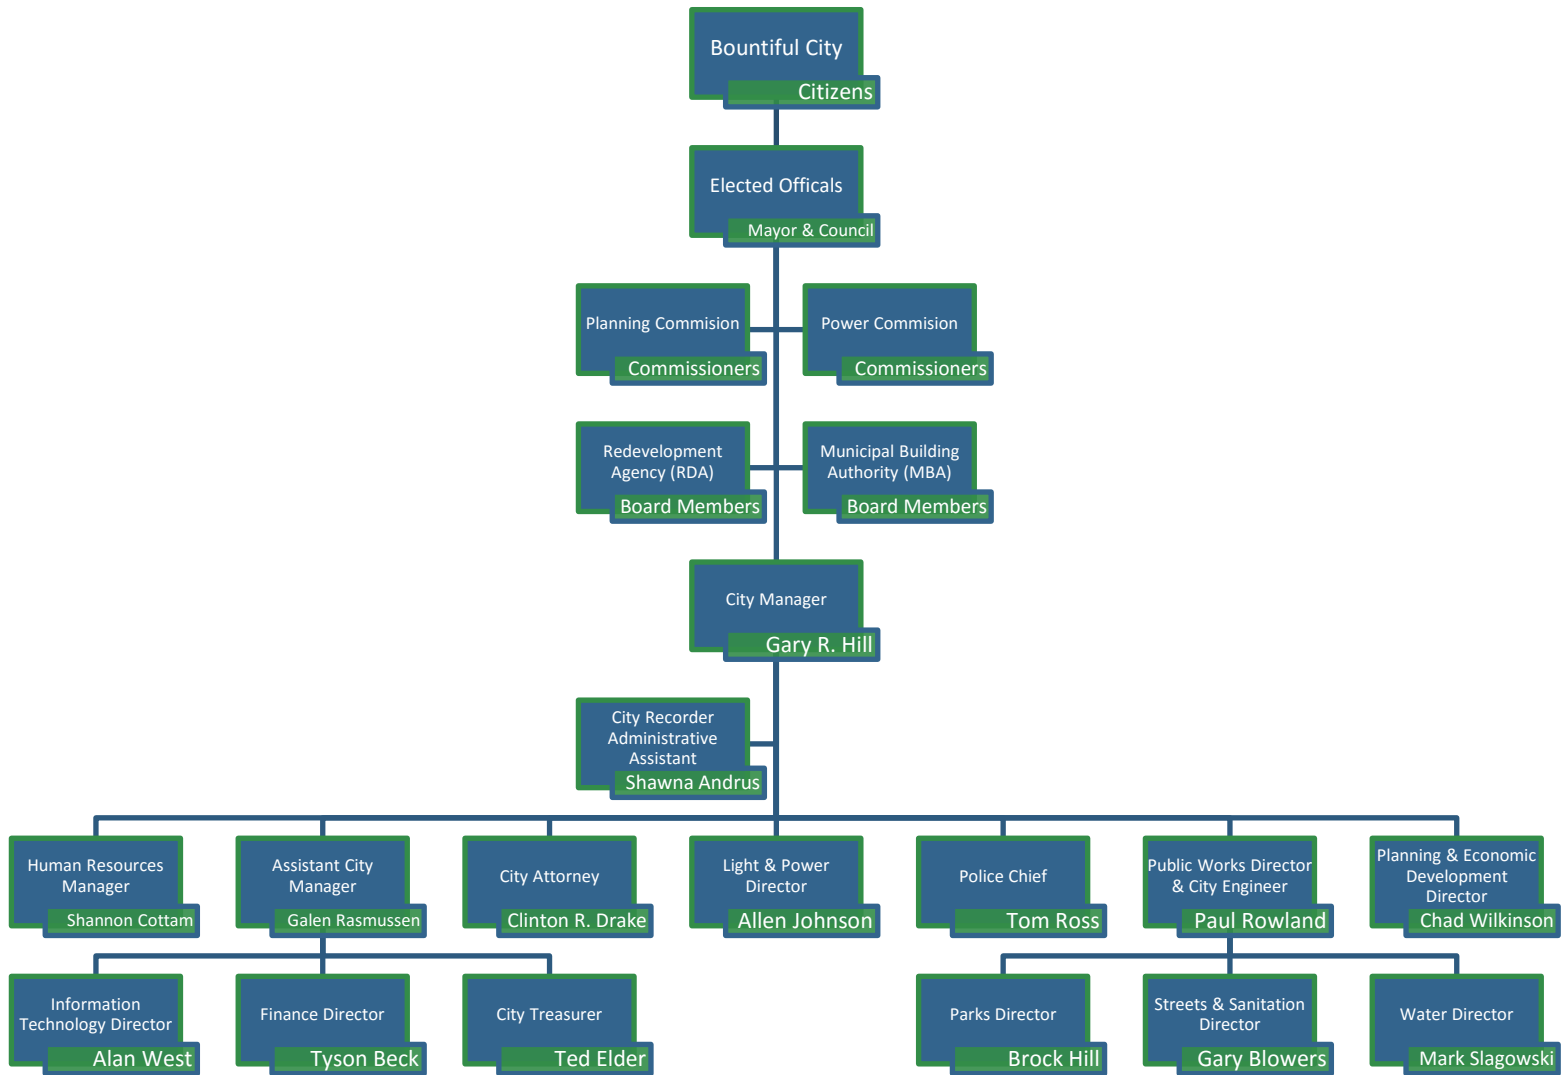 Bountiful City
Citizens
Elected Officals
Mayor & Council
Planning Commision
Commissioners
Power Commision
Commissioners
Redevelopment
Agency (RDA)
Board Members
Municipal Building
Authority (MBA)
Board Members
City Manager
Gary R. Hill
City Recorder
Administrative
Assistant
Shawna Andrus
Human Resources
Manager
Shannon Cottam
Assistant City
Manager
Galen Rasmussen
City Attorney
Clinton R. Drake
Light & Power
Director
Allen Johnson
Police Chief
Tom Ross
Public Works Director
& City Engineer
Paul Rowland
Planning & Economic
Development
Director
Chad Wilkinson
Information
Technology Director
Alan West
Finance Director
Tyson Beck
City Treasurer
Ted Elder
Parks Director
Brock Hill
Streets & Sanitation
Director
Gary Blowers
Water Director
Mark Slagowski